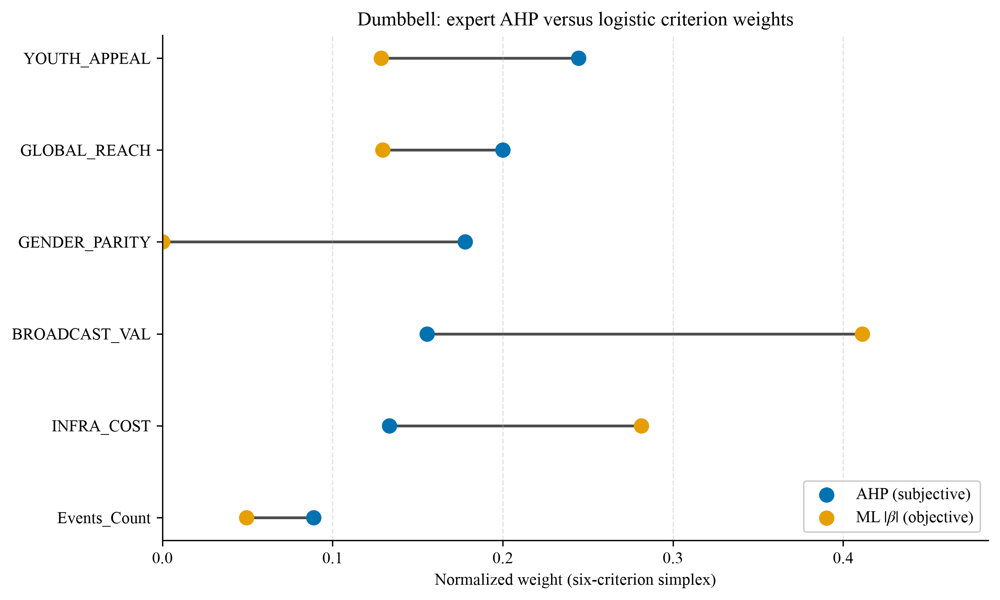 Dumbbell: expert AHP versus logistic criterion weights
YOUTH_APPEAL
GLOBAL_REACH
GENDER_PARITY
BROADCAST_VAL
INFRA_COST
Events_Count
AHP (subjective)
ML |β| (objective)
0.0 0.1 0.2 0.3 0.4
Normalized weight (six-criterion simplex)